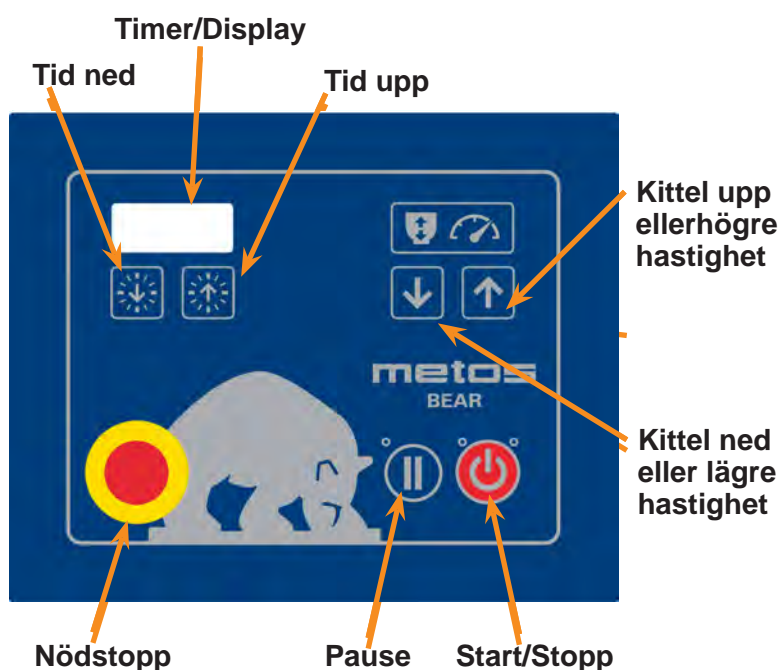 Timer/Display
Tid ned
Tid upp
Kittel upp
ellerhögre
hastighet
metos
BEAR
Kittel ned
eller lägre
hastighet
Nödstopp
Pause
Start/Stopp